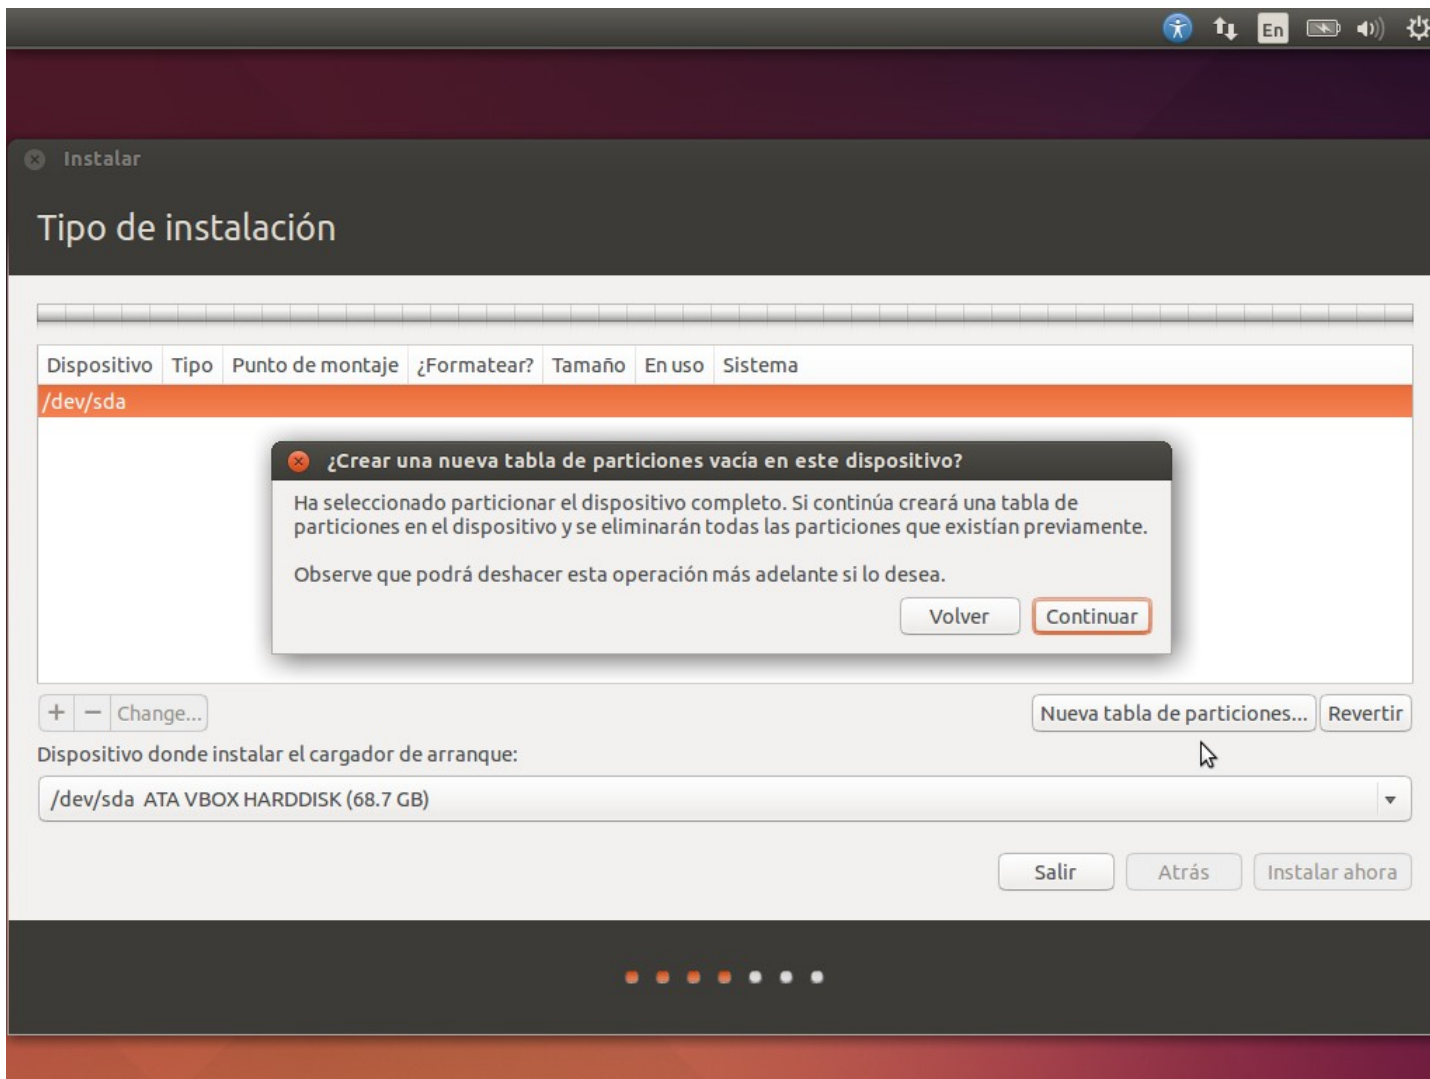 En
Instalar
Tipo de instalación
Dispositivo Tipo Punto de montaje ¿Formatear? Tamaño En uso Sistema
/dev/sda
¿Crear una nueva tabla de particiones vacía en este dispositivo?
Ha seleccionado particionar el dispositivo completo. Si continúa creará una tabla de
particiones en el dispositivo y se eliminarán todas las particiones que existían previamente.
Observe que podrá deshacer esta operación más adelante si lo desea.
Volver Continuar
+ − Change... Nueva tabla de particiones... Revertir
Dispositivo donde instalar el cargador de arranque:
/dev/sda ATA VBOX HARDDISK (68.7 GB)
Salir Atrás Instalar ahora